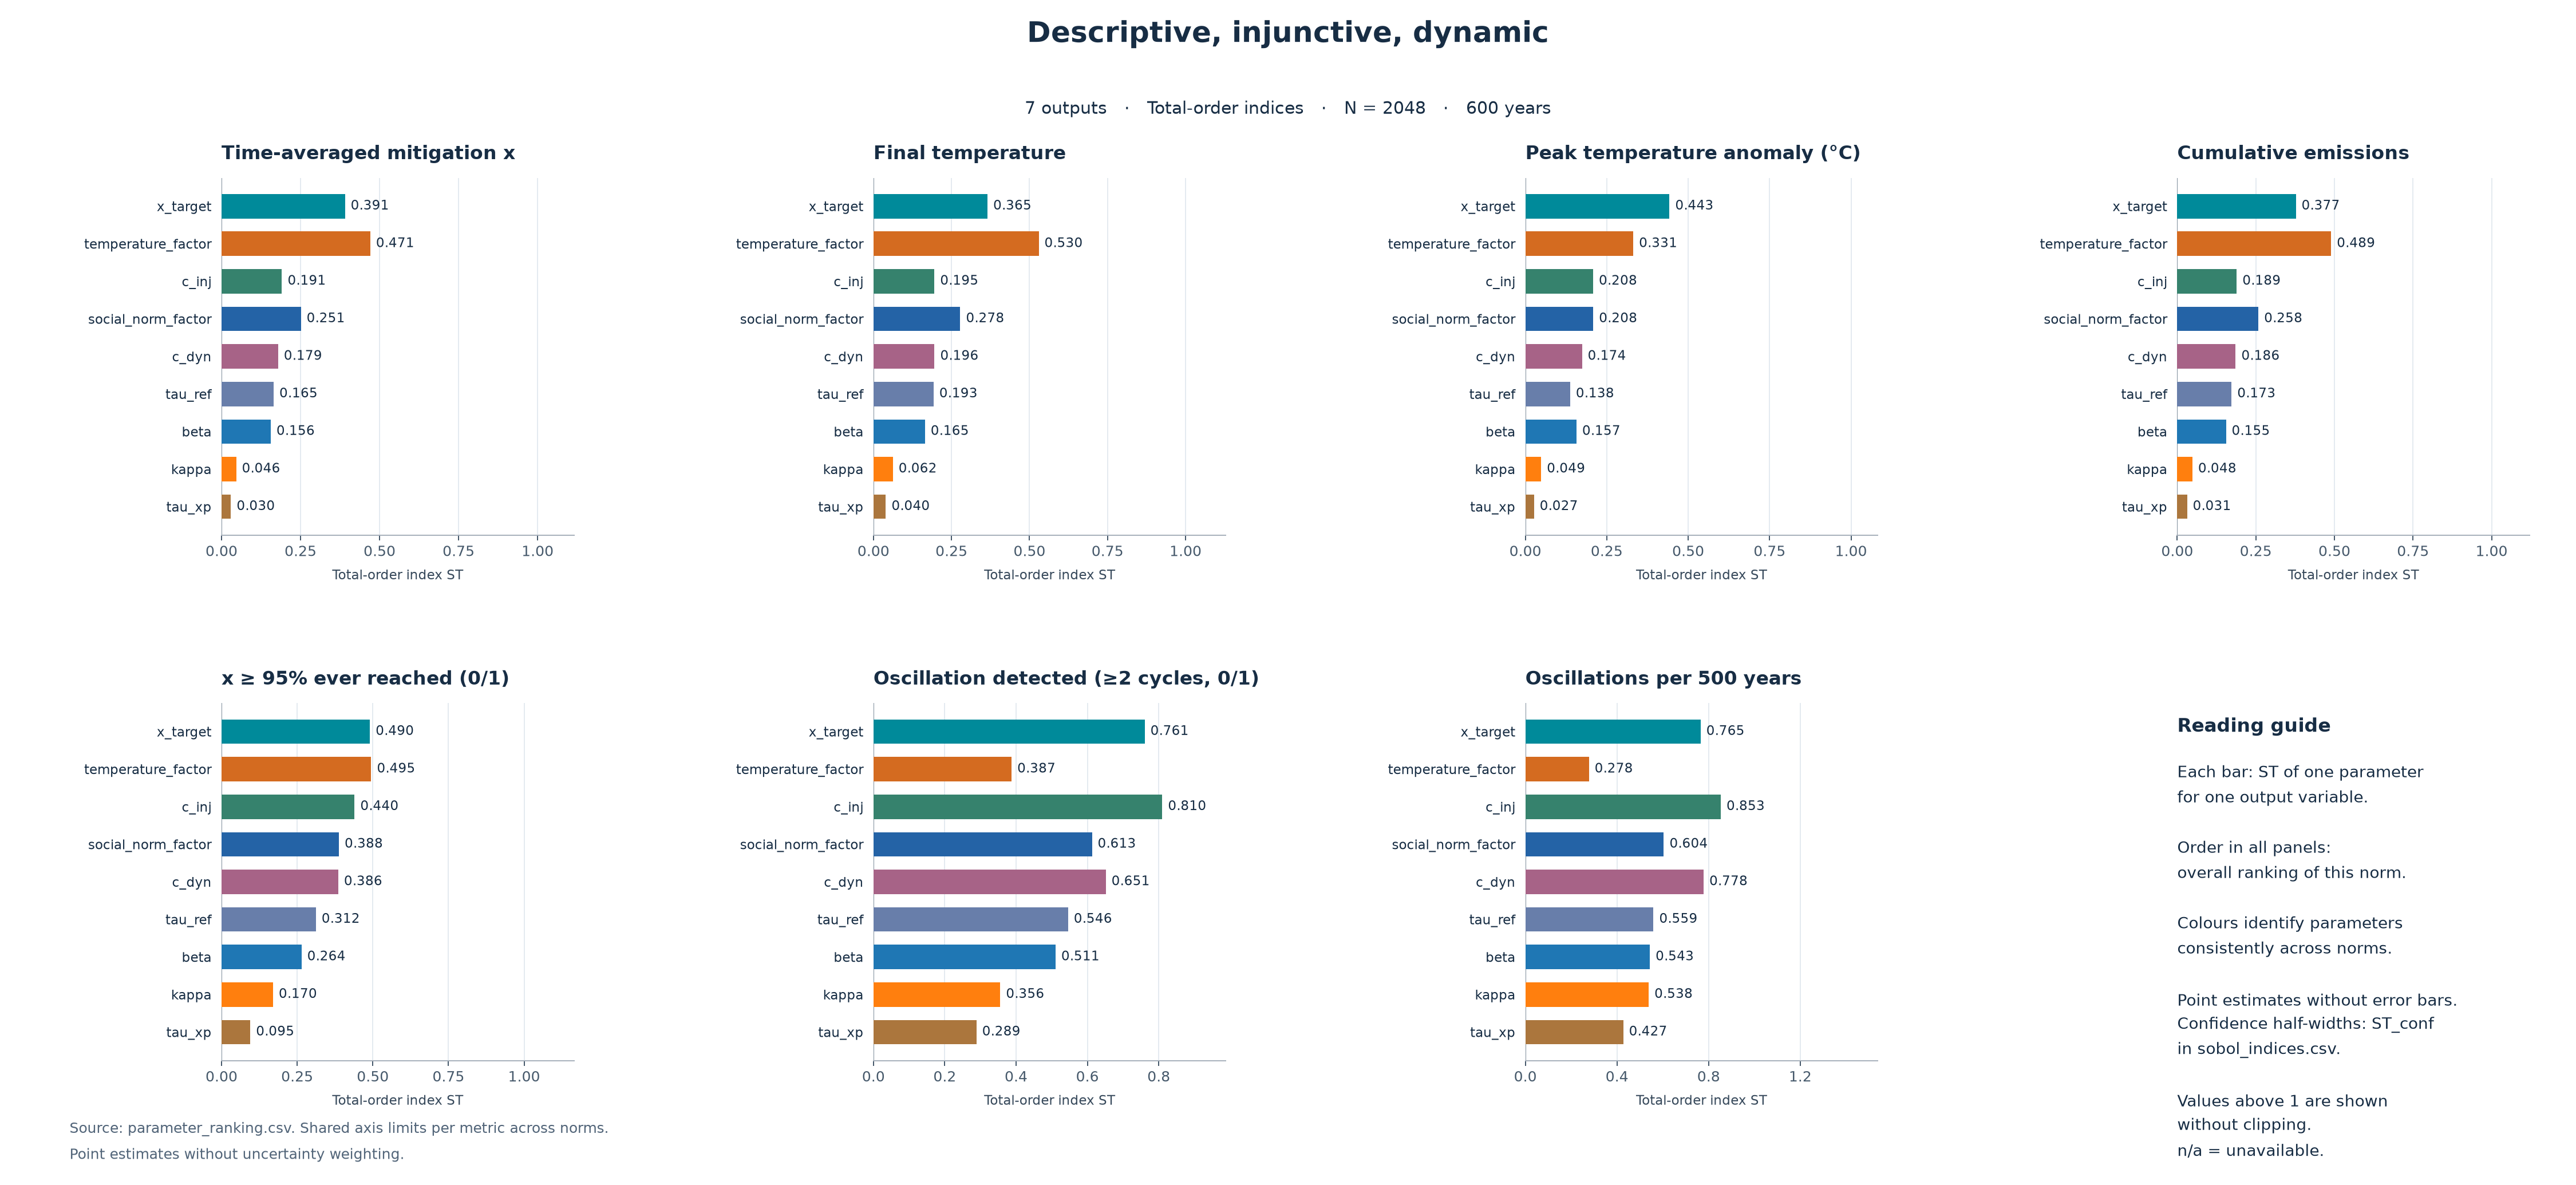 Descriptive, injunctive, dynamic
7 outputs · Total-order indices · N = 2048 · 600 years
Time-averaged mitigation x
x_target 0.391
temperature_factor 0.471
c_inj 0.191
social_norm_factor 0.251
c_dyn 0.179
tau_ref 0.165
beta 0.156
kappa 0.046
tau_xp 0.030
0.00 0.25 0.50 0.75 1.00
Total-order index ST
Final temperature
x_target 0.365
temperature_factor 0.530
c_inj 0.195
social_norm_factor 0.278
c_dyn 0.196
tau_ref 0.193
beta 0.165
kappa 0.062
tau_xp 0.040
0.00 0.25 0.50 0.75 1.00
Total-order index ST
Peak temperature anomaly (°C)
x_target 0.443
temperature_factor 0.331
c_inj 0.208
social_norm_factor 0.208
c_dyn 0.174
tau_ref 0.138
beta 0.157
kappa 0.049
tau_xp 0.027
0.00 0.25 0.50 0.75 1.00
Total-order index ST
Cumulative emissions
x_target 0.377
temperature_factor 0.489
c_inj 0.189
social_norm_factor 0.258
c_dyn 0.186
tau_ref 0.173
beta 0.155
kappa 0.048
tau_xp 0.031
0.00 0.25 0.50 0.75 1.00
Total-order index ST
x ≥ 95% ever reached (0/1)
x_target 0.490
temperature_factor 0.495
c_inj 0.440
social_norm_factor 0.388
c_dyn 0.386
tau_ref 0.312
beta 0.264
kappa 0.170
tau_xp 0.095
0.00 0.25 0.50 0.75 1.00
Total-order index ST
Oscillation detected (≥2 cycles, 0/1)
x_target 0.761
temperature_factor 0.387
c_inj 0.810
social_norm_factor 0.613
c_dyn 0.651
tau_ref 0.546
beta 0.511
kappa 0.356
tau_xp 0.289
0.0 0.2 0.4 0.6 0.8
Total-order index ST
Oscillations per 500 years
x_target 0.765
temperature_factor 0.278
c_inj 0.853
social_norm_factor 0.604
c_dyn 0.778
tau_ref 0.559
beta 0.543
kappa 0.538
tau_xp 0.427
0.0 0.4 0.8 1.2
Total-order index ST
Reading guide
Each bar: ST of one parameter
for one output variable.
Order in all panels:
overall ranking of this norm.
Colours identify parameters
consistently across norms.
Point estimates without error bars.
Confidence half-widths: ST_conf
in sobol_indices.csv.
Values above 1 are shown
without clipping.
n/a = unavailable.
Source: parameter_ranking.csv. Shared axis limits per metric across norms.
Point estimates without uncertainty weighting.